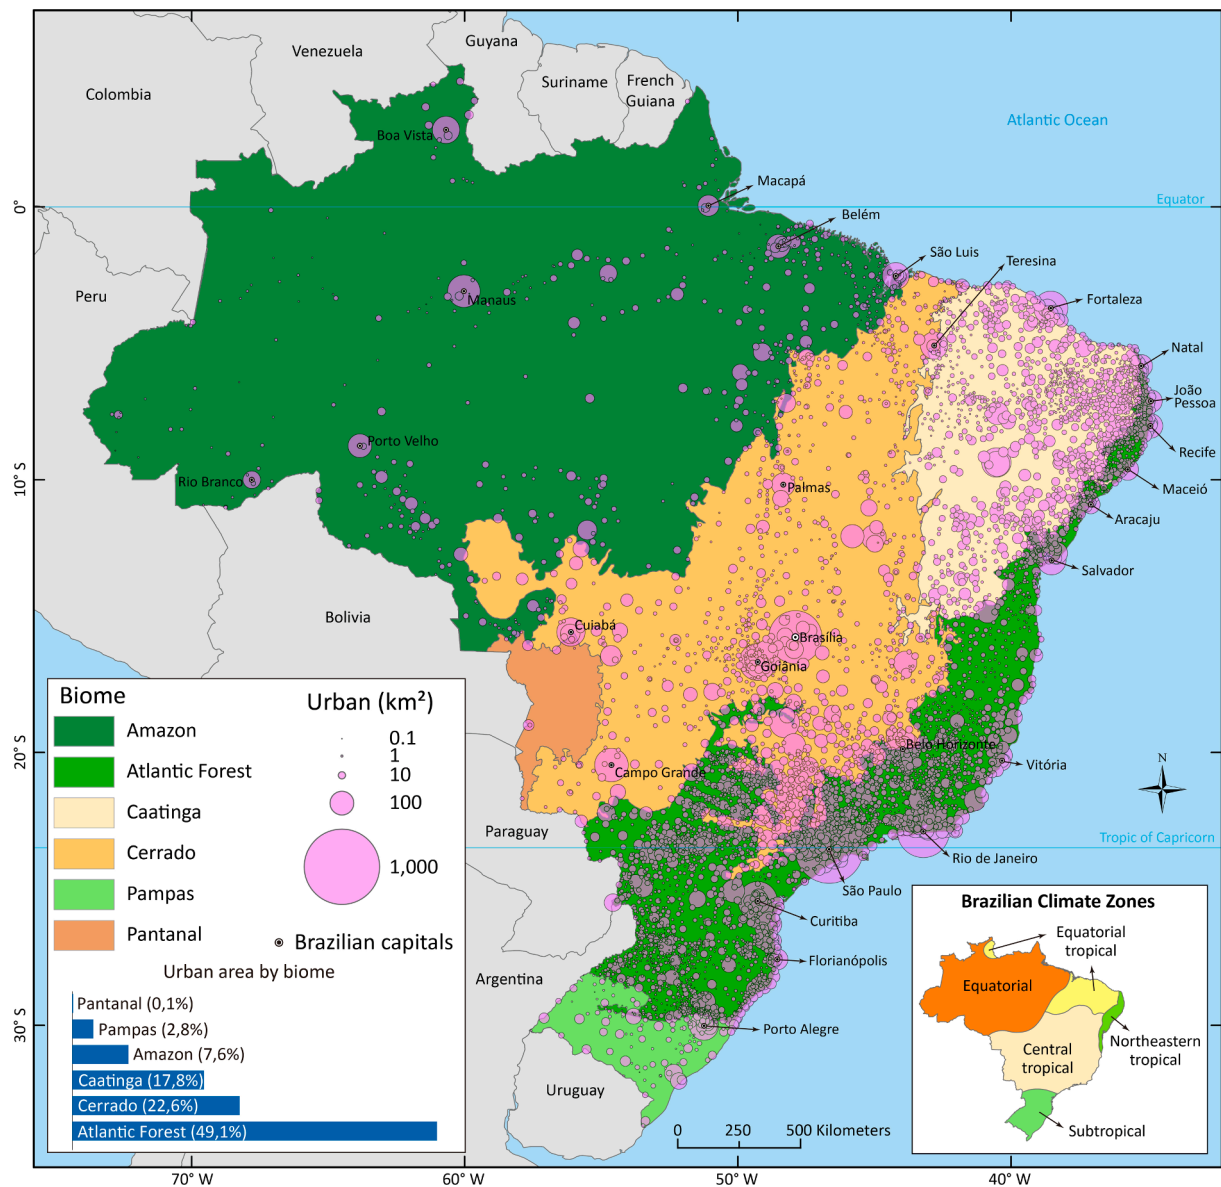 Colombia
Venezuela
Guyana
Suriname
French
Guiana
Atlantic Ocean
Boa Vista
Macapá
Equator
Belém
São Luis
Teresina
Peru
Manaus
Fortaleza
Natal
João
Pessoa
Porto Velho
Recife
Rio Branco
Palmas
Maceió
Aracaju
Salvador
Bolivia
Cuiabá
Brasília
Goiânia
Belo Horizonte
Vitória
Campo Grande
N
Paraguay
Tropic of Capricorn
Rio de Janeiro
São Paulo
Curitiba
Argentina
Florianópolis
Porto Alegre
Uruguay
0 250 500 Kilometers
0°
10° S
20° S
30° S
70° W
60° W
50° W
40° W
Biome
Amazon
Atlantic Forest
Caatinga
Cerrado
Pampas
Pantanal
Urban (km²)
0.1
1
10
100
1,000
Brazilian capitals
Urban area by biome
Pantanal (0,1%)
Pampas (2,8%)
Amazon (7,6%)
Caatinga (17,8%)
Cerrado (22,6%)
Atlantic Forest (49,1%)
Brazilian Climate Zones
Equatorial
tropical
Equatorial
Northeastern
tropical
Central
tropical
Subtropical